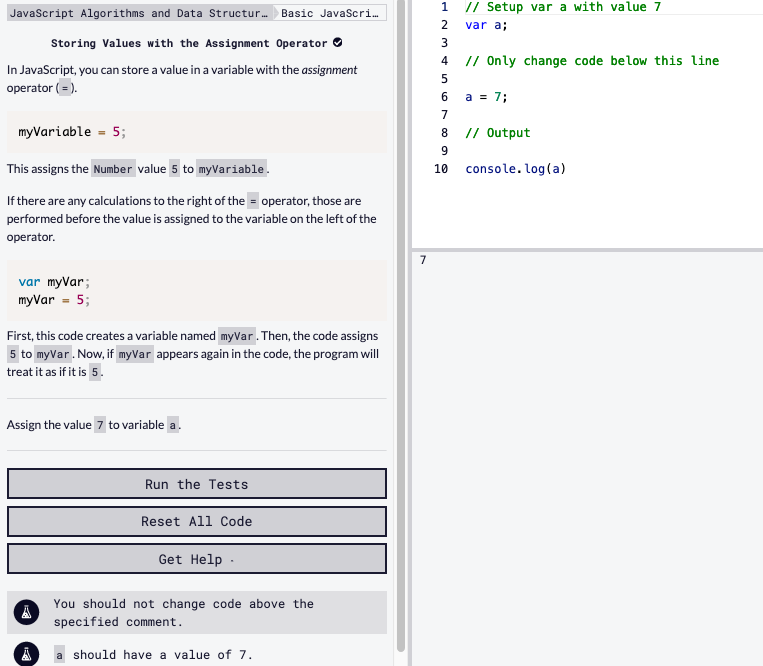 JavaScript Algorithms and Data Structur…
Basic JavaScri…
Storing Values with the Assignment Operator
In JavaScript, you can store a value in a variable with the assignment
operator (=).
myVariable = 5;
This assigns the Number value 5 to myVariable.
If there are any calculations to the right of the = operator, those are
performed before the value is assigned to the variable on the left of the
operator.
var myVar;
myVar = 5;
First, this code creates a variable named myVar. Then, the code assigns
5 to myVar. Now, if myVar appears again in the code, the program will
treat it as if it is 5.
Assign the value 7 to variable a.
Run the Tests
Reset All Code
Get Help
You should not change code above the
specified comment.
a should have a value of 7.
1 // Setup var a with value 7
2 var a;
3
4 // Only change code below this line
5
6 a = 7;
7
8 // Output
9
10 console.log(a)
7